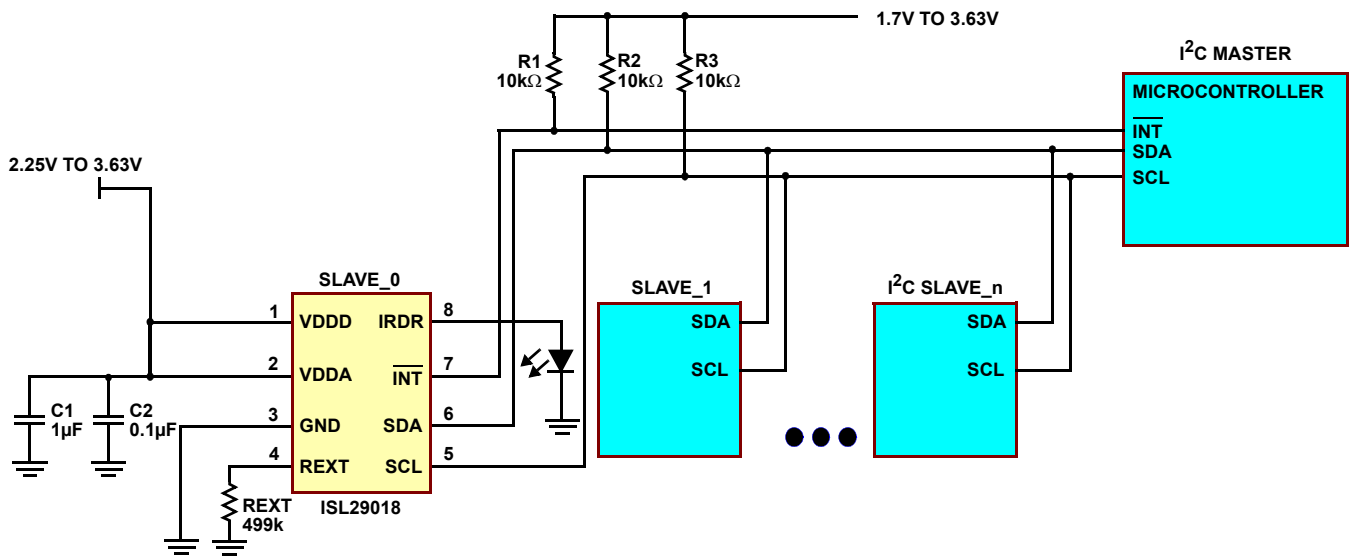 1.7V TO 3.63V
R1
10kΩ
R2
10kΩ
R3
10kΩ
I²C MASTER
MICROCONTROLLER
INT
SDA
SCL
2.25V TO 3.63V
SLAVE_0
1
VDDD
IRDR
8
2
VDDA
INT
7
3
GND
SDA
6
4
REXT
SCL
5
ISL29018
C1
1µF
C2
0.1µF
REXT
499k
SLAVE_1
SDA
SCL
I²C SLAVE_n
SDA
SCL